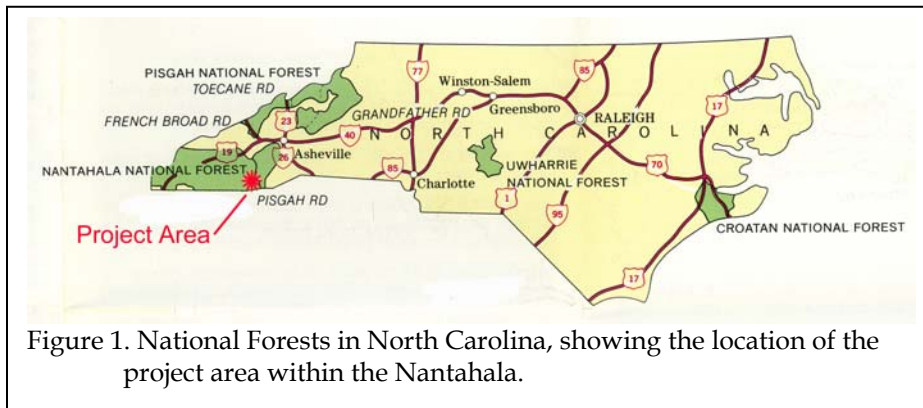 PISGAH NATIONAL FOREST
TOECANE RD
FRENCH BROAD RD
GRANDFATHER RD
77
85
17
Winston-Salem
Greensboro
RALEIGH
23
40
NORTH CAROLINA
19
26
Asheville
NANTAHALA NATIONAL FOREST
85
Charlotte
UWHARRIE
NATIONAL FOREST
70
PISGAH RD
1
95
Project Area
CROATAN NATIONAL FOREST
17
Figure 1. National Forests in North Carolina, showing the location of the
project area within the Nantahala.